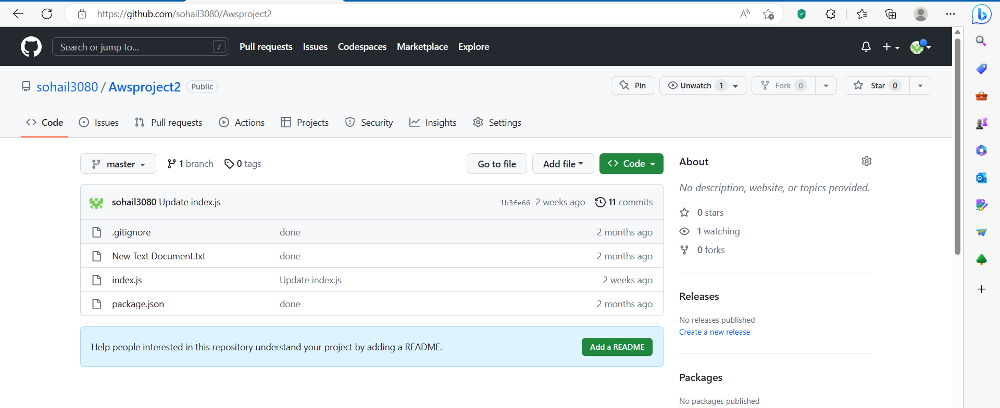 https://github.com/sohail3080/Awsproject2
Search or jump to... / Pull requests Issues Codespaces Marketplace Explore
sohail3080 / Awsproject2 Public Pin Unwatch 1 Fork 0 Star 0
Code Issues Pull requests Actions Projects Security Insights Settings
master 1 branch 0 tags Go to file Add file Code
sohail3080 Update index.js 1b3fe66 2 weeks ago 11 commits
.gitignore done 2 months ago
New Text Document.txt done 2 months ago
index.js Update index.js 2 weeks ago
package.json done 2 months ago
Help people interested in this repository understand your project by adding a README. Add a README
About
No description, website, or topics provided.
0 stars
1 watching
0 forks
Releases
No releases published
Create a new release
Packages
No packages published